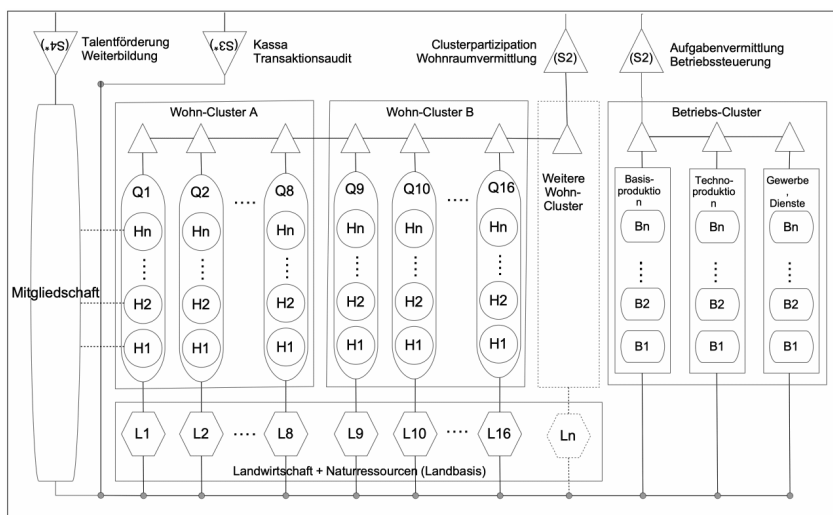 (S4*
Talentförderung
Weiterbildung
(S3*
Kassa
Transaktionsaudit
Clusterpartizipation
Wohnraumvermittlung
(S2)
(S2)
Aufgabenvermittlung
Betriebssteuerung
Wohn-Cluster A
Wohn-Cluster B
Betriebs-Cluster
Q1 Q2 .... Q8 Q9 Q10 .... Q16
Weitere
Wohn-
Cluster
Basis-
produktio
n
Techno-
produktio
n
Gewerbe
, Dienste
Hn Hn Hn Hn Hn Hn Bn Bn Bn
Mitgliedschaft
H2 H2 H2 H2 H2 H2 B2 B2 B2
H1 H1 H1 H1 H1 H1 B1 B1 B1
L1 L2 .... L8 L9 L10 .... L16 Ln
Landwirtschaft + Naturressourcen (Landbasis)